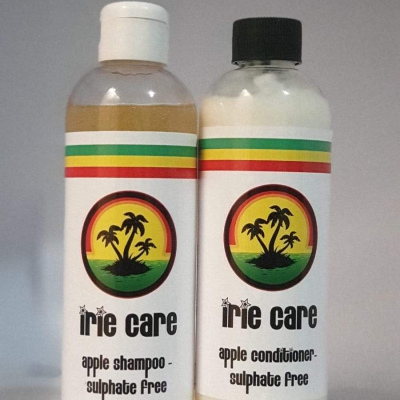 irie care
apple shampoo -
sulphate free
irie care
apple conditioner-
sulphate free